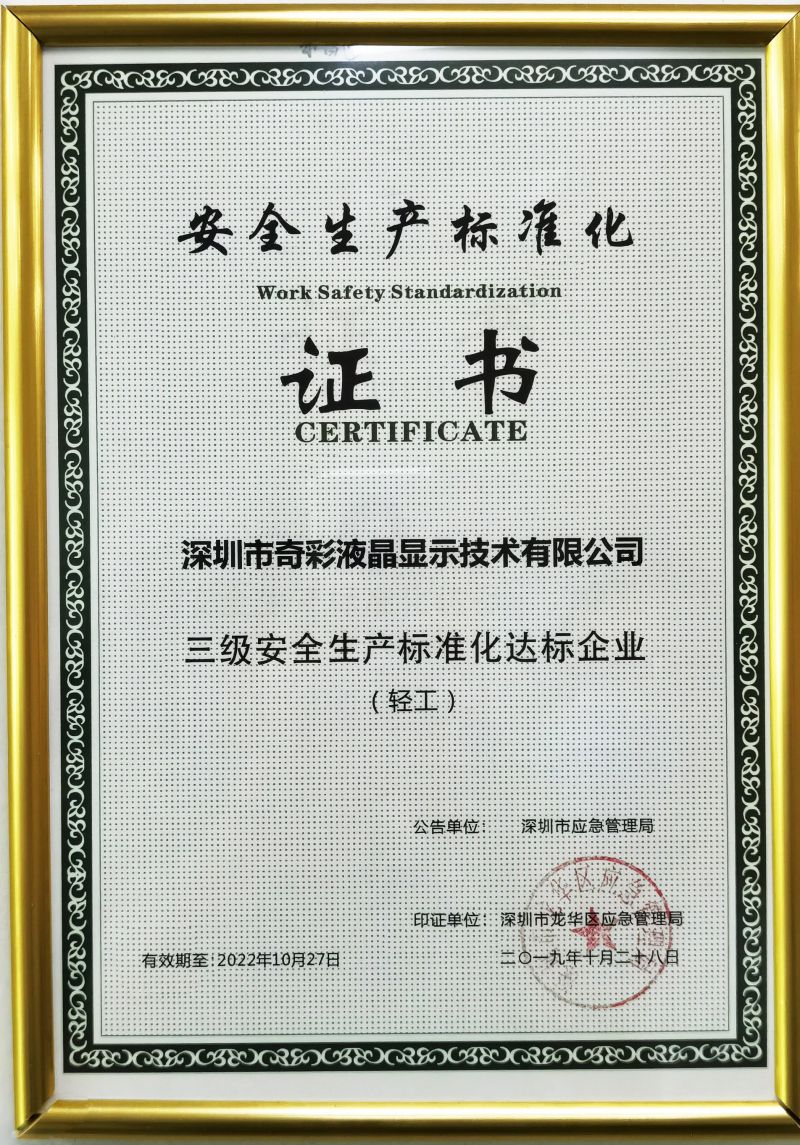 安全生产标准化
Work Safety Standardization
证书
CERTIFICATE
深圳市奇彩液晶显示技术有限公司
三级安全生产标准化达标企业
（轻工）
公告单位： 深圳市应急管理局
印证单位： 深圳市龙华区应急管理局
有效期至：2022年10月27日
二〇一九年十月二十八日